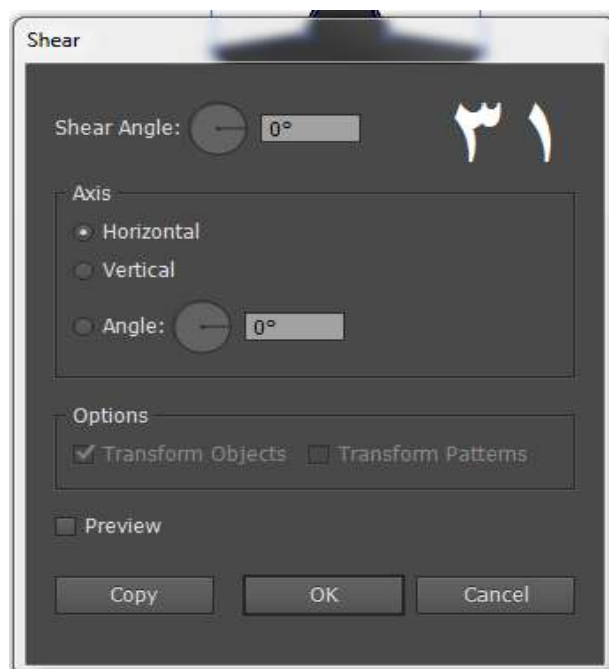 Shear
Shear Angle: 0°
۳۱
Axis
Horizontal
Vertical
Angle: 0°
Options
Transform Objects Transform Patterns
Preview
Copy OK Cancel